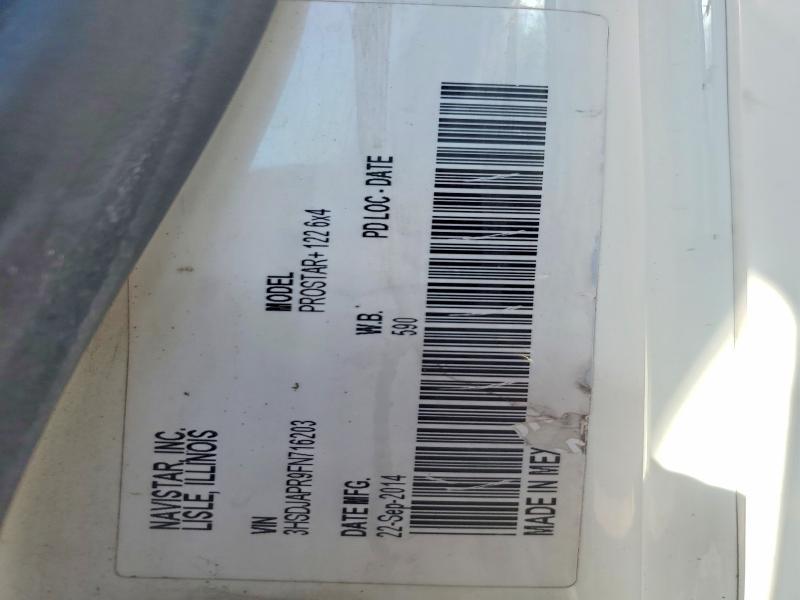 NAVISTAR, INC.
LISLE, ILLINOIS
VIN
3HSDJAPR9FN716203
MODEL
PROSTAR+ 122 6x4
DATE MFG.
22-Sep-2014
W.B.
590
PD LOC - DATE
MADE IN MEX